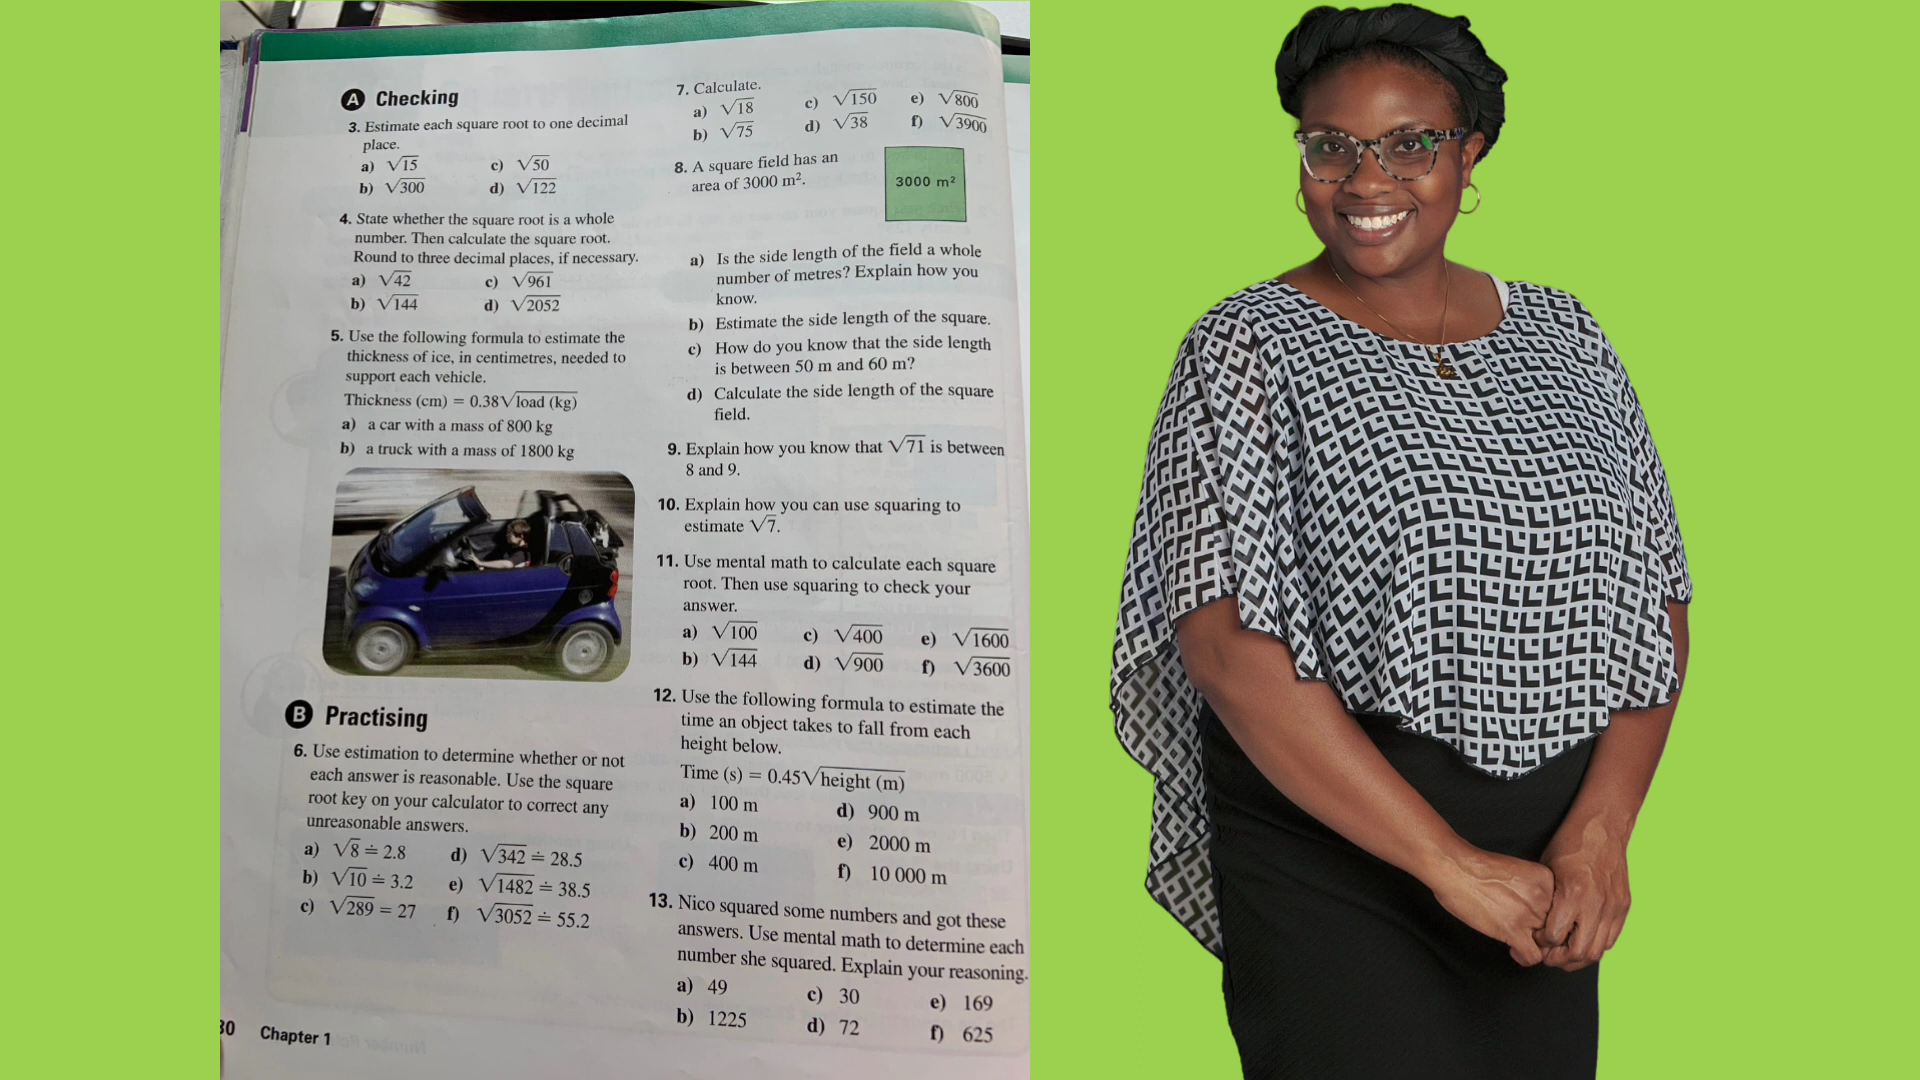 A Checking
3. Estimate each square root to one decimal
place.
a) √15 c) √50
b) √300 d) √122
4. State whether the square root is a whole
number. Then calculate the square root.
Round to three decimal places, if necessary.
a) √42 c) √961
b) √144 d) √2052
5. Use the following formula to estimate the
thickness of ice, in centimetres, needed to
support each vehicle.
Thickness (cm) = 0.38√load (kg)
a) a car with a mass of 800 kg
b) a truck with a mass of 1800 kg
B Practising
6. Use estimation to determine whether or not
each answer is reasonable. Use the square
root key on your calculator to correct any
unreasonable answers.
a) √8 ≐ 2.8 d) √342 ≐ 28.5
b) √10 ≐ 3.2 e) √1482 ≐ 38.5
c) √289 = 27 f) √3052 ≐ 55.2
7. Calculate.
a) √18 c) √150 e) √800
b) √75 d) √38 f) √3900
8. A square field has an
area of 3000 m².
3000 m²
a) Is the side length of the field a whole
number of metres? Explain how you
know.
b) Estimate the side length of the square.
c) How do you know that the side length
is between 50 m and 60 m?
d) Calculate the side length of the square
field.
9. Explain how you know that √71 is between
8 and 9.
10. Explain how you can use squaring to
estimate √7.
11. Use mental math to calculate each square
root. Then use squaring to check your
answer.
a) √100 c) √400 e) √1600
b) √144 d) √900 f) √3600
12. Use the following formula to estimate the
time an object takes to fall from each
height below.
Time (s) = 0.45√height (m)
a) 100 m d) 900 m
b) 200 m e) 2000 m
c) 400 m f) 10 000 m
13. Nico squared some numbers and got these
answers. Use mental math to determine each
number she squared. Explain your reasoning.
a) 49 c) 30 e) 169
b) 1225 d) 72 f) 625
30 Chapter 1